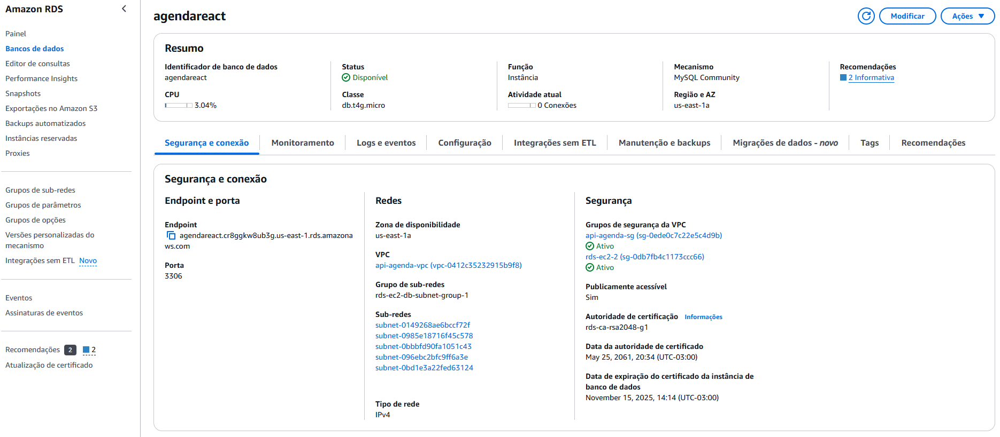 Amazon RDS
Painel
Bancos de dados
Editor de consultas
Performance Insights
Snapshots
Exportações no Amazon S3
Backups automatizados
Instâncias reservadas
Proxies
Grupos de sub-redes
Grupos de parâmetros
Grupos de opções
Versões personalizadas do
mecanismo
Integrações sem ETL Novo
Eventos
Assinaturas de eventos
Recomendações 2 2
Atualização de certificado
agendareact
Modificar
Ações
Resumo
Identificador de banco de dados
agendareact
CPU
3.04%
Status
Disponível
Classe
db.t4g.micro
Função
Instância
Atividade atual
0 Conexões
Mecanismo
MySQL Community
Região e AZ
us-east-1a
Recomendações
2 Informativa
Segurança e conexão
Monitoramento
Logs e eventos
Configuração
Integrações sem ETL
Manutenção e backups
Migrações de dados - novo
Tags
Recomendações
Segurança e conexão
Endpoint e porta
Endpoint
agendareact.cr8ggkw8ub3g.us-east-1.rds.amazona
ws.com
Porta
3306
Redes
Zona de disponibilidade
us-east-1a
VPC
api-agenda-vpc (vpc-0412c35232915b9f8)
Grupo de sub-redes
rds-ec2-db-subnet-group-1
Sub-redes
subnet-0149268ae6bccf72f
subnet-0985e18716f45c578
subnet-0bbbfd90fa1051c43
subnet-096ebc2bfc9ff6a3e
subnet-0bd1e3a22fed63124
Tipo de rede
IPv4
Segurança
Grupos de segurança da VPC
api-agenda-sg (sg-0ede0c7c22e5c4d9b)
Ativo
rds-ec2-2 (sg-0db7fb4c1173ccc66)
Ativo
Publicamente acessível
Sim
Autoridade de certificação Informações
rds-ca-rsa2048-g1
Data da autoridade de certificado
May 25, 2061, 20:34 (UTC-03:00)
Data de expiração do certificado da instância de
banco de dados
November 15, 2025, 14:14 (UTC-03:00)